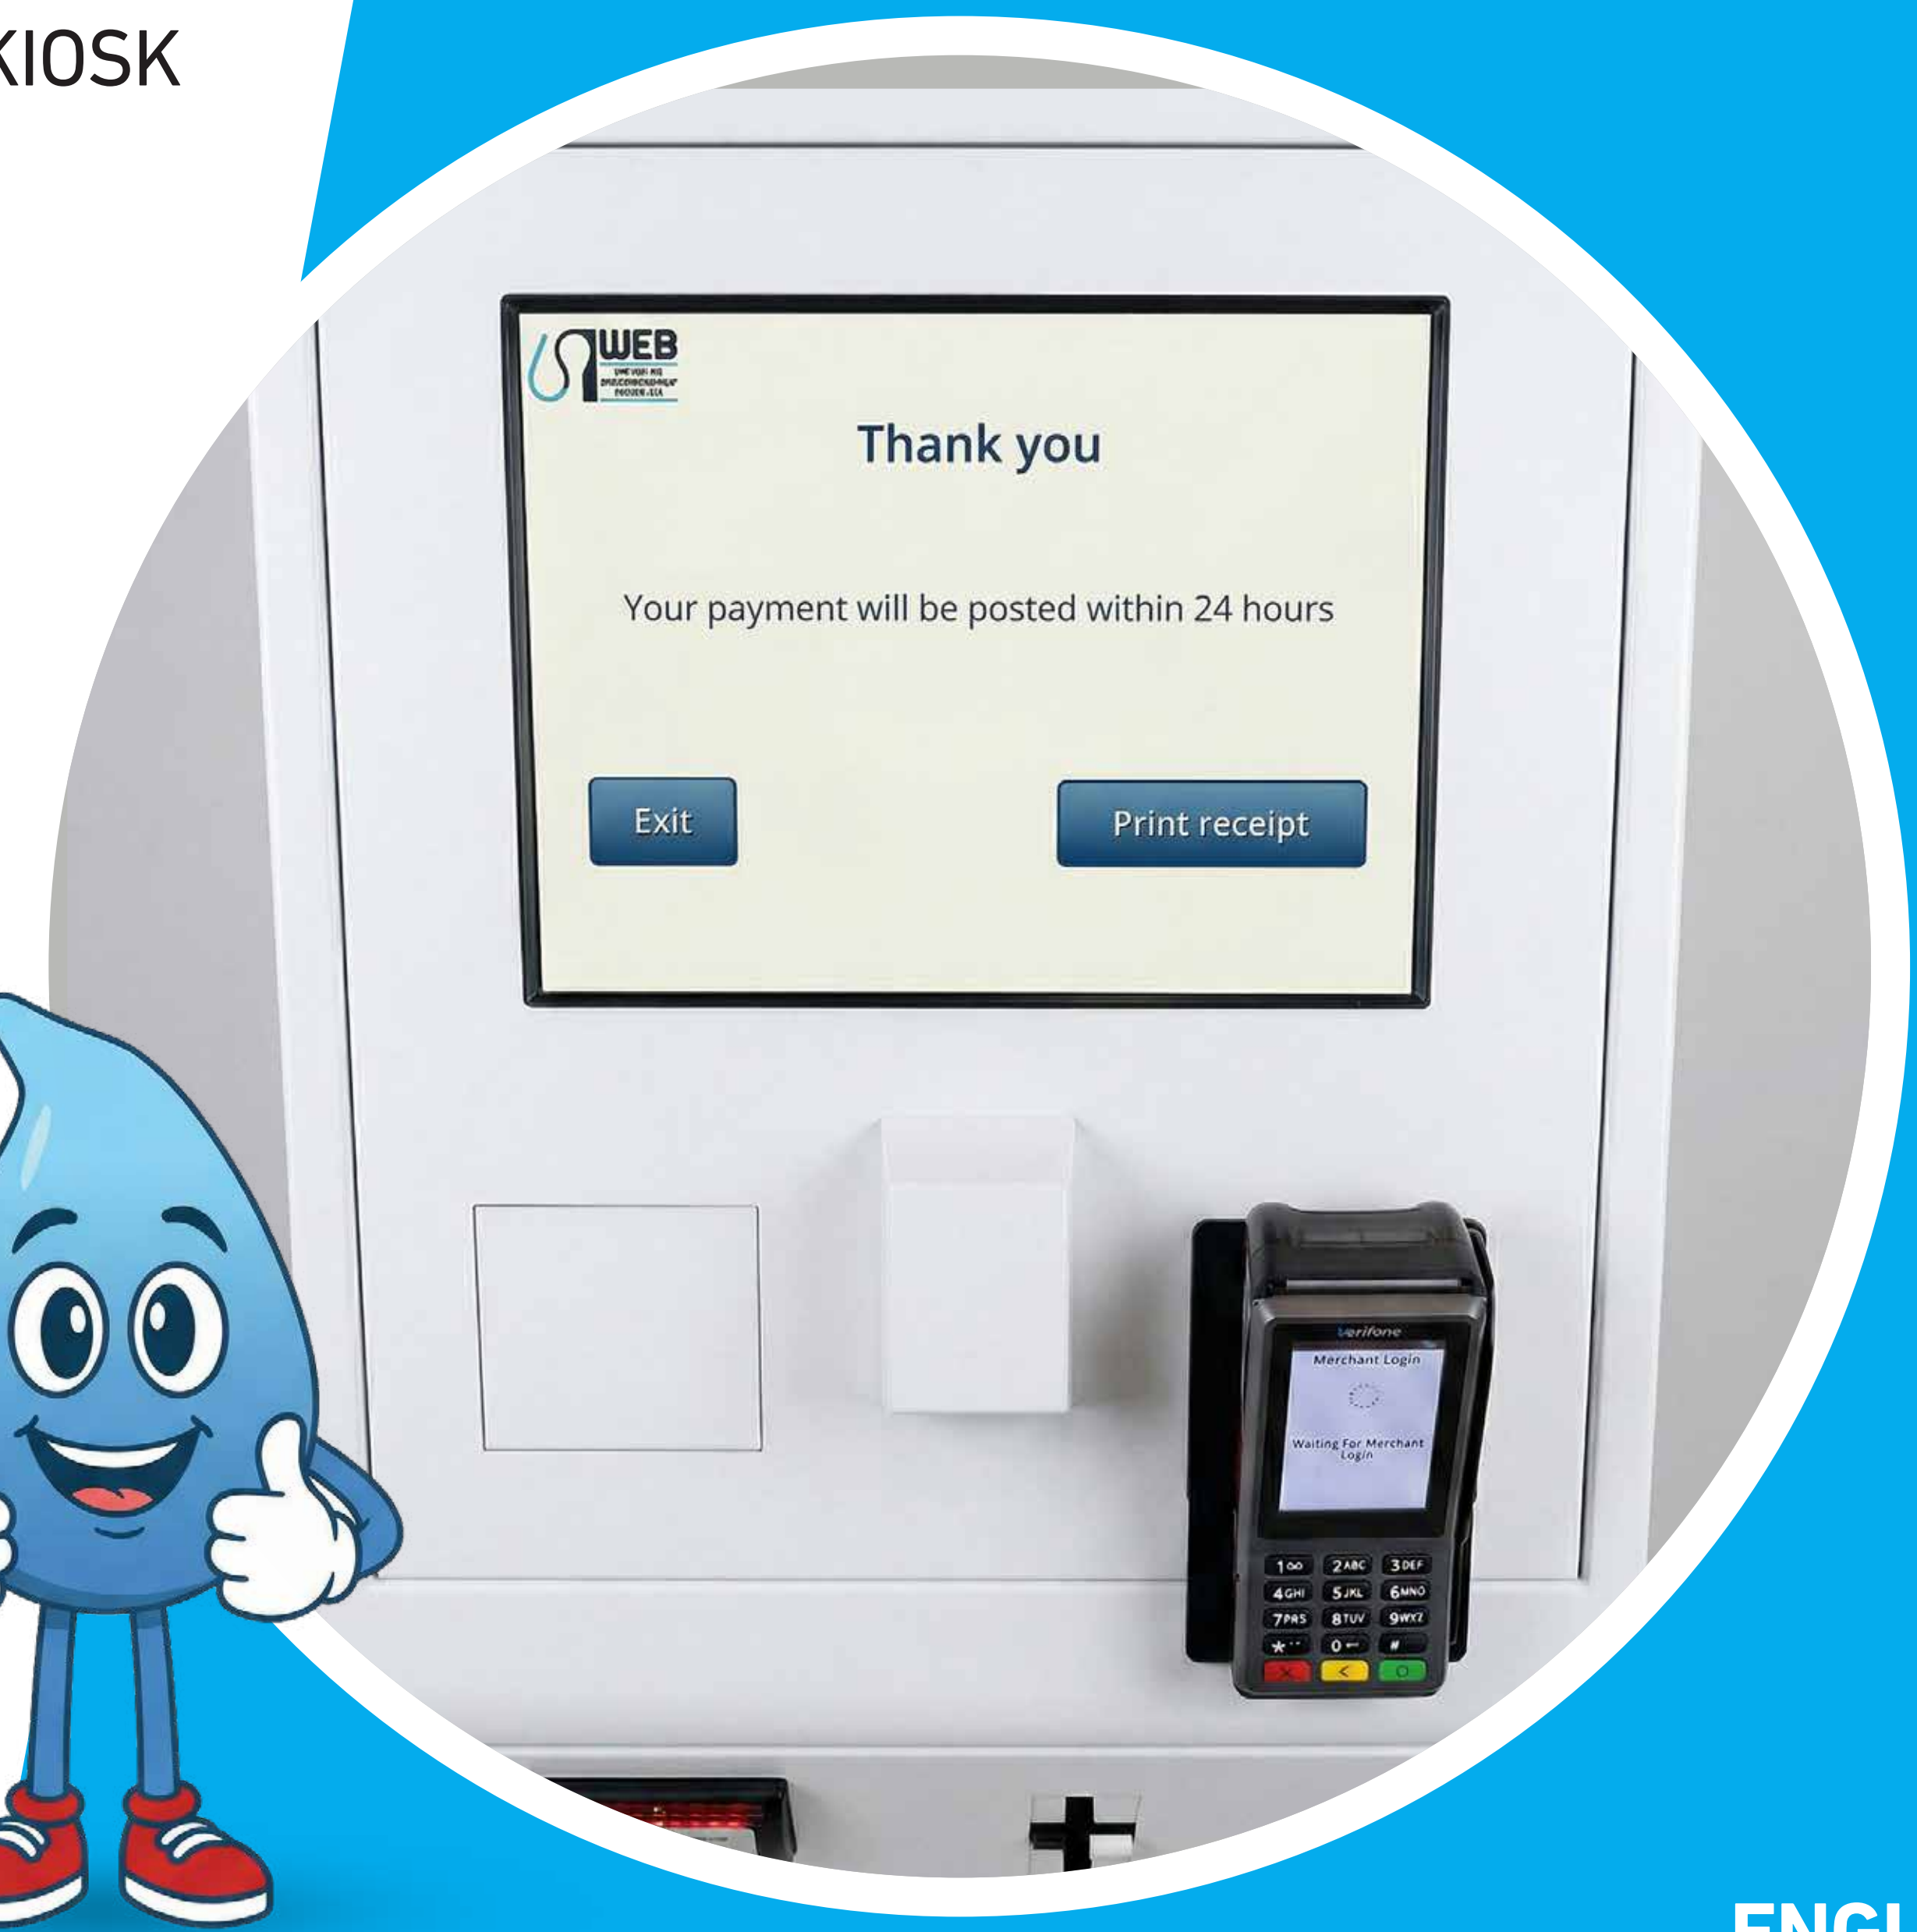 KIOSK
WEB
Thank you
Your payment will be posted within 24 hours
Exit
Print receipt
verifone
Merchant Login
Waiting For Merchant
Login
1 2ABC 3DEF
4GHI 5JKL 6MNO
7PRS 8TUV 9WXZ
* 0 #
ENGL